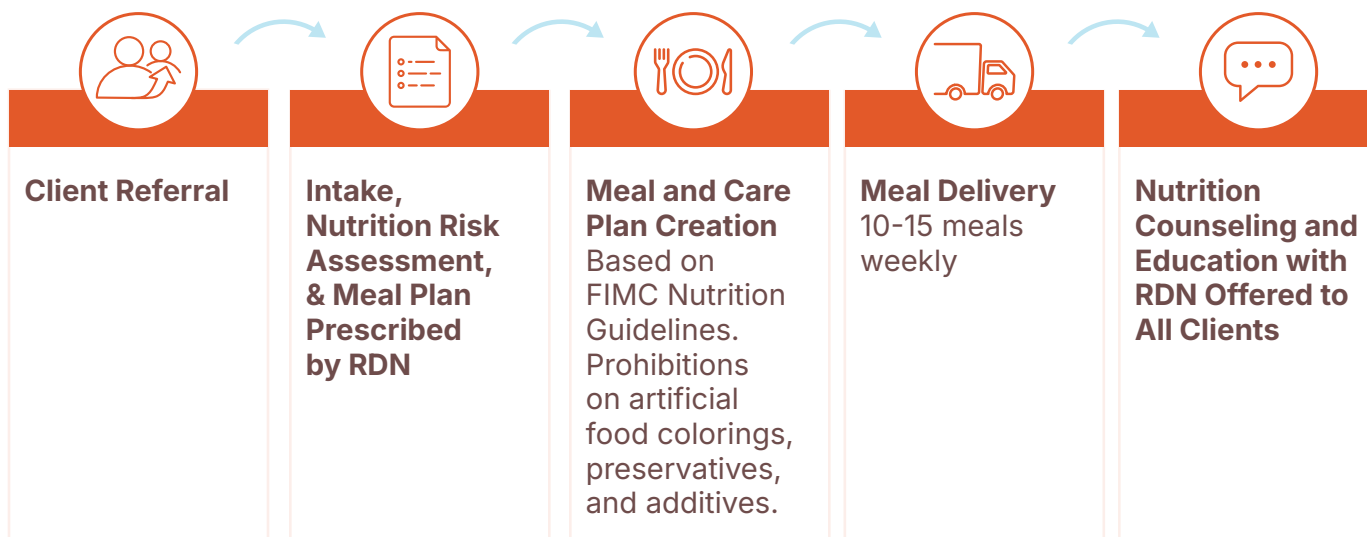 Client Referral
Intake,
Nutrition Risk
Assessment,
& Meal Plan
Prescribed
by RDN
Meal and Care
Plan Creation
Based on
FIMC Nutrition
Guidelines.
Prohibitions
on artificial
food colorings,
preservatives,
and additives.
Meal Delivery
10-15 meals
weekly
Nutrition
Counseling and
Education with
RDN Offered to
All Clients